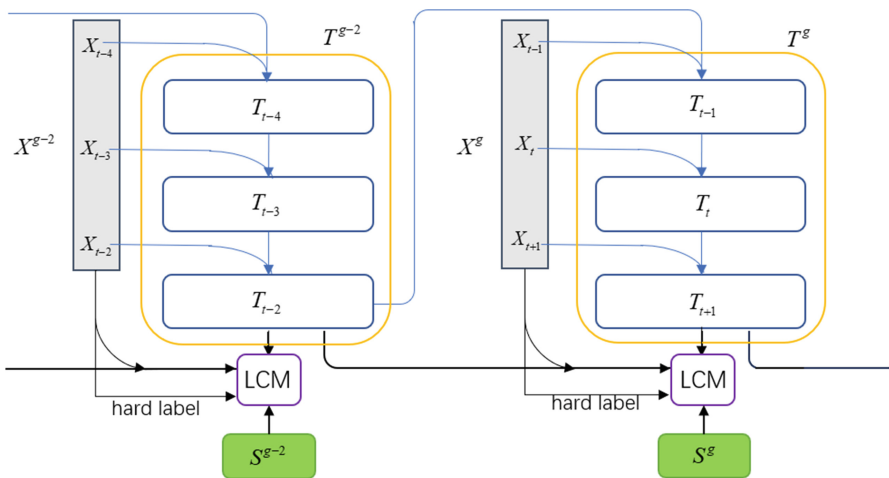 X^{g-2}
X_{t-4}
X_{t-3}
X_{t-2}
T^{g-2}
T_{t-4}
T_{t-3}
T_{t-2}
LCM
hard label
S^{g-2}
X^{g}
X_{t-1}
X_{t}
X_{t+1}
T^{g}
T_{t-1}
T_{t}
T_{t+1}
LCM
hard label
S^{g}